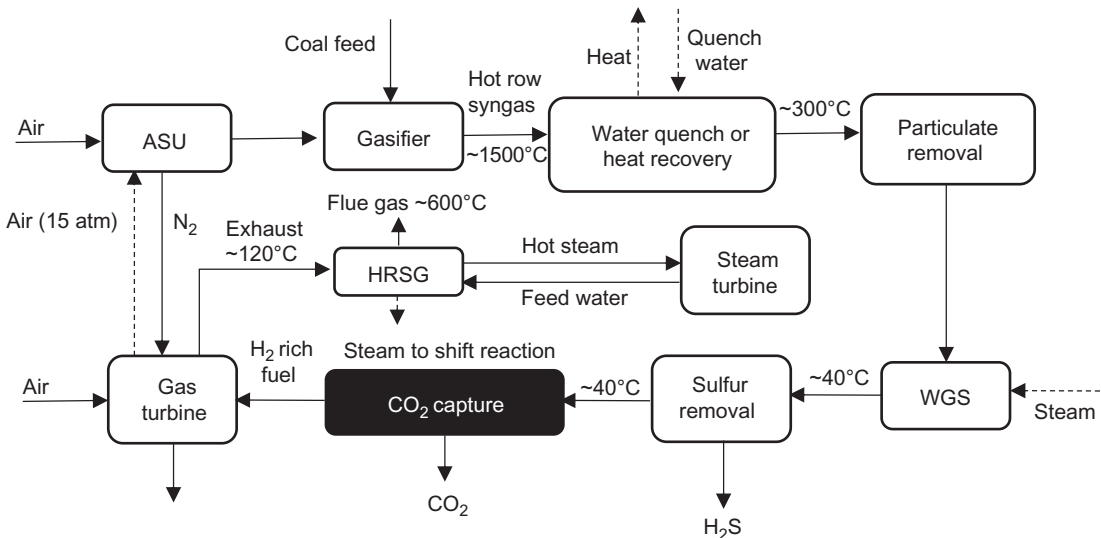 Coal feed
Heat
Quench
water
Hot row
syngas
~1500°C
~300°C
Air
ASU
Gasifier
Water quench or
heat recovery
Particulate
removal
Air (15 atm)
N₂
Exhaust
~120°C
Flue gas ~600°C
HRSG
Hot steam
Feed water
Steam
turbine
Steam to shift reaction
H₂ rich
fuel
Air
Gas
turbine
CO₂ capture
~40°C
Sulfur
removal
~40°C
WGS
Steam
CO₂
H₂S